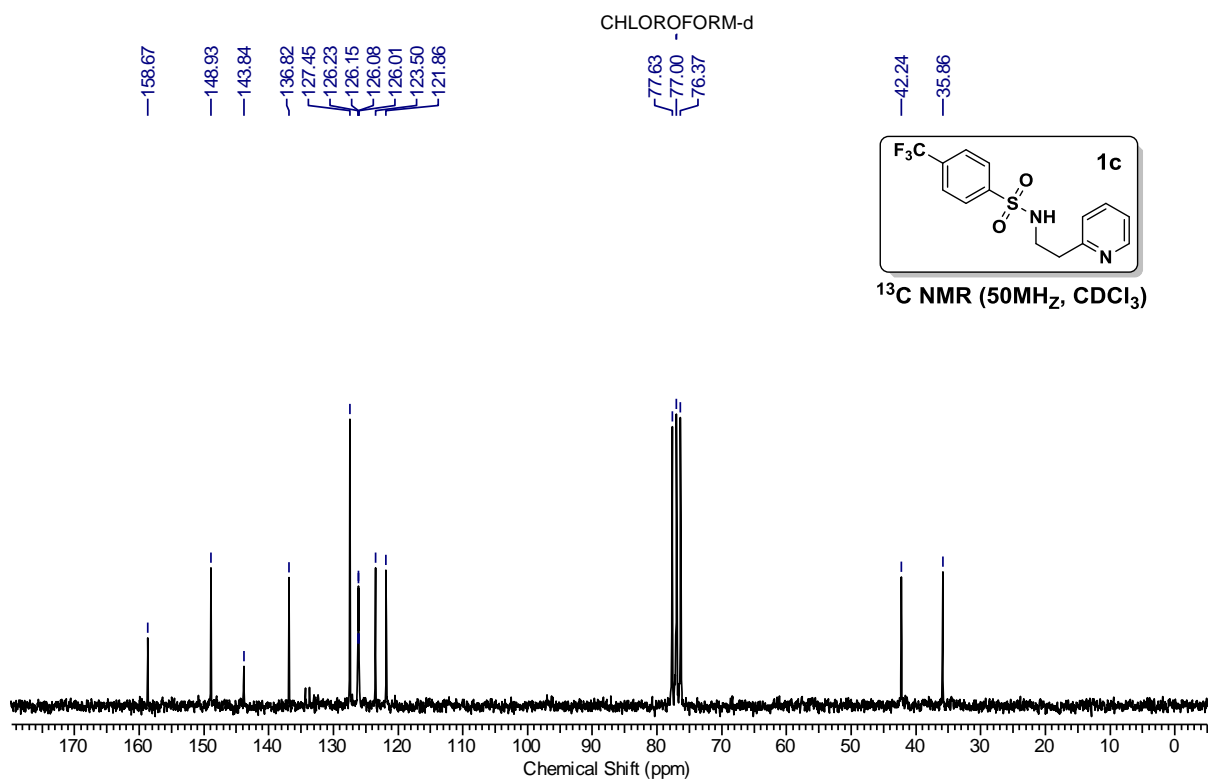 CHLOROFORM-d
158.67
148.93
143.84
136.82
127.45
126.23
126.15
126.08
126.01
123.50
121.86
77.63
77.00
76.37
42.24
35.86
F₃C
1c
O
S
NH
O
N
¹³C NMR (50MHz, CDCl₃)
170 160 150 140 130 120 110 100 90 80 70 60 50 40 30 20 10 0
Chemical Shift (ppm)